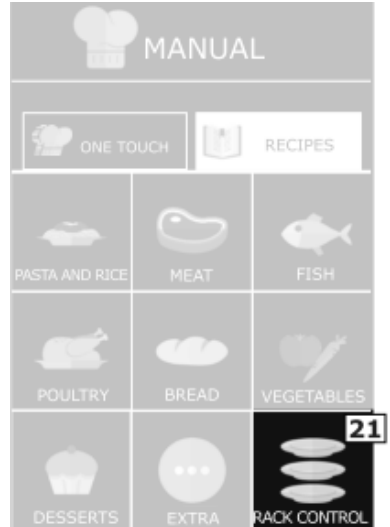 MANUAL
ONE TOUCH RECIPES
PASTA AND RICE MEAT FISH
POULTRY BREAD VEGETABLES
21
DESSERTS EXTRA RACK CONTROL